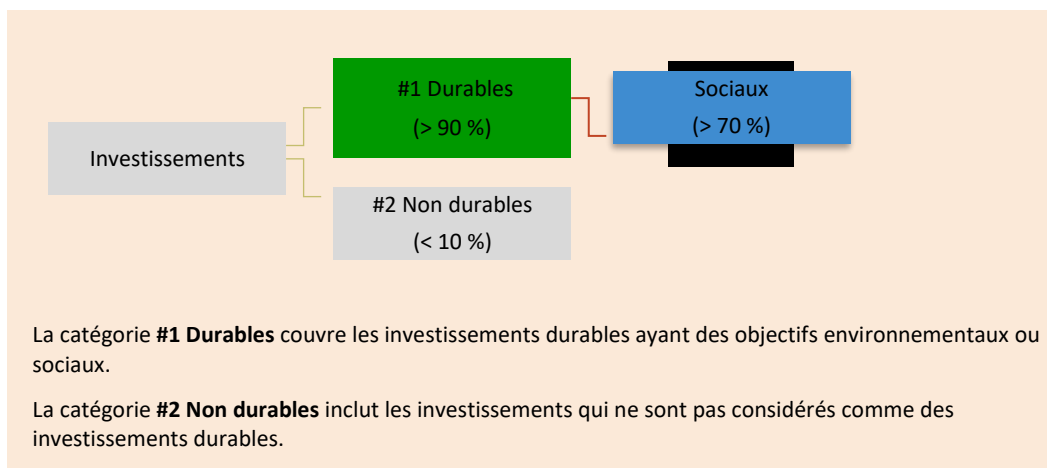 #1 Durables
(> 90 %)
Sociaux
(> 70 %)
Investissements
#2 Non durables
(< 10 %)
La catégorie #1 Durables couvre les investissements durables ayant des objectifs environnementaux ou
sociaux.
La catégorie #2 Non durables inclut les investissements qui ne sont pas considérés comme des
investissements durables.